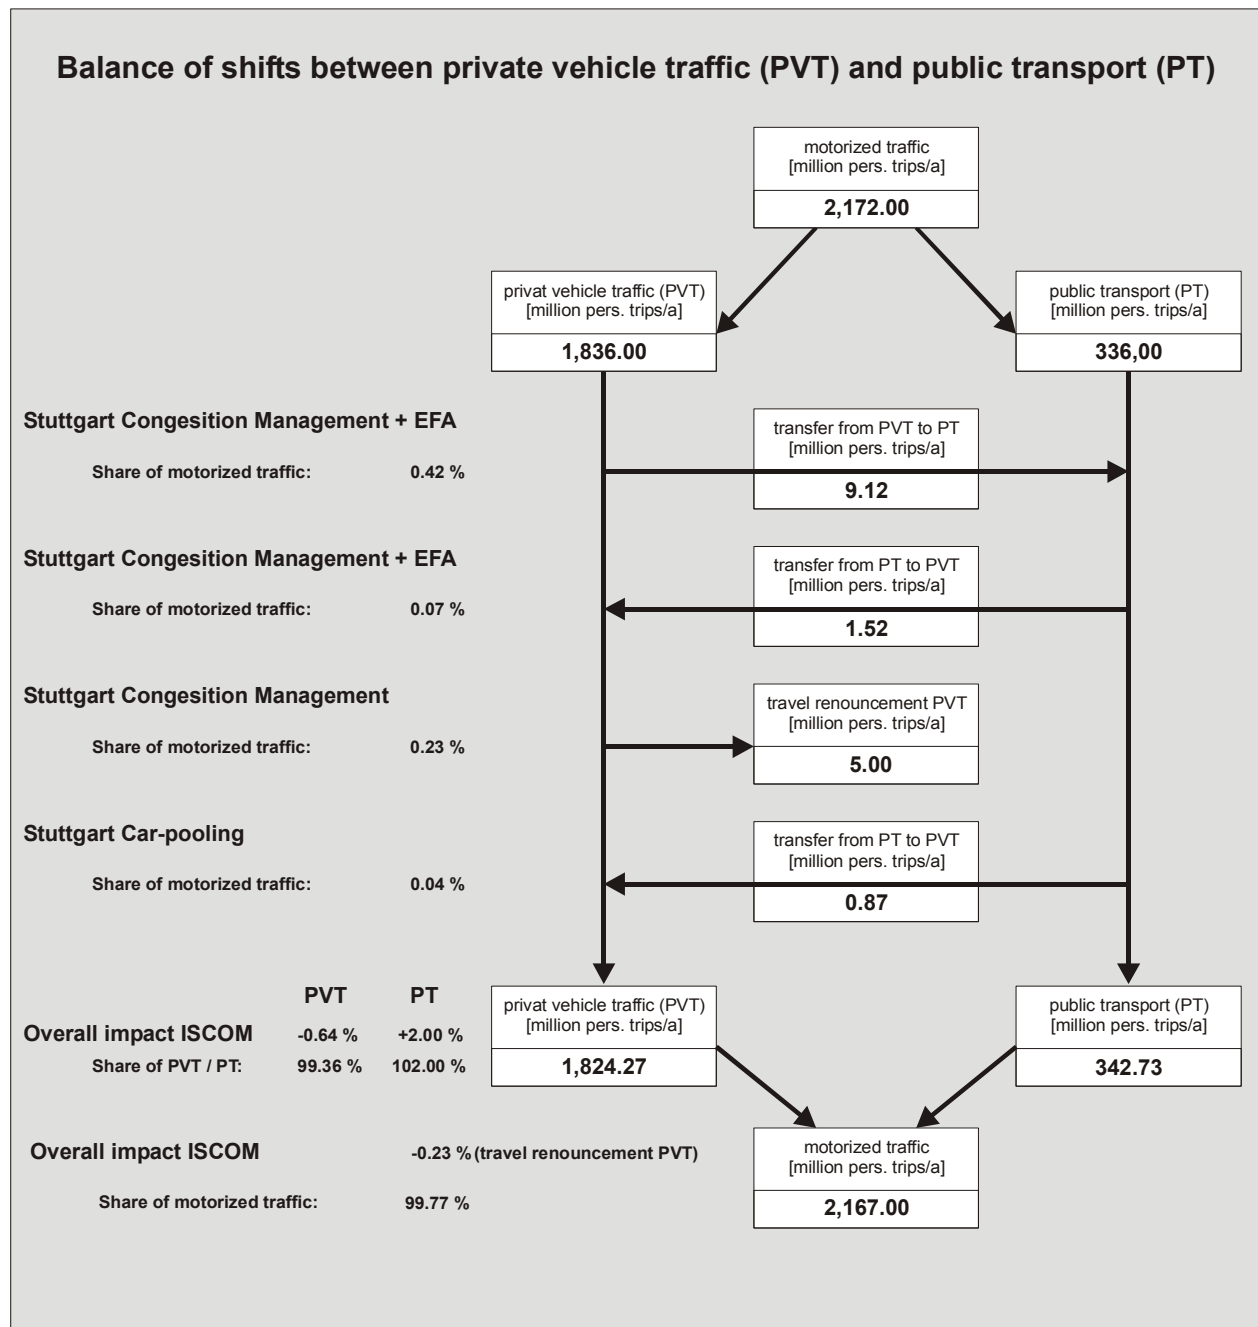 Balance of shifts between private vehicle traffic (PVT) and public transport (PT)
motorized traffic
[million pers. trips/a]
2,172.00
privat vehicle traffic (PVT)
[million pers. trips/a]
1,836.00
public transport (PT)
[million pers. trips/a]
336,00
Stuttgart Congesition Management + EFA
Share of motorized traffic: 0.42 %
transfer from PVT to PT
[million pers. trips/a]
9.12
Stuttgart Congesition Management + EFA
Share of motorized traffic: 0.07 %
transfer from PT to PVT
[million pers. trips/a]
1.52
Stuttgart Congesition Management
Share of motorized traffic: 0.23 %
travel renouncement PVT
[million pers. trips/a]
5.00
Stuttgart Car-pooling
Share of motorized traffic: 0.04 %
transfer from PT to PVT
[million pers. trips/a]
0.87
PVT PT
Overall impact ISCOM -0.64 % +2.00 %
Share of PVT / PT: 99.36 % 102.00 %
privat vehicle traffic (PVT)
[million pers. trips/a]
1,824.27
public transport (PT)
[million pers. trips/a]
342.73
Overall impact ISCOM -0.23 % (travel renouncement PVT)
Share of motorized traffic: 99.77 %
motorized traffic
[million pers. trips/a]
2,167.00